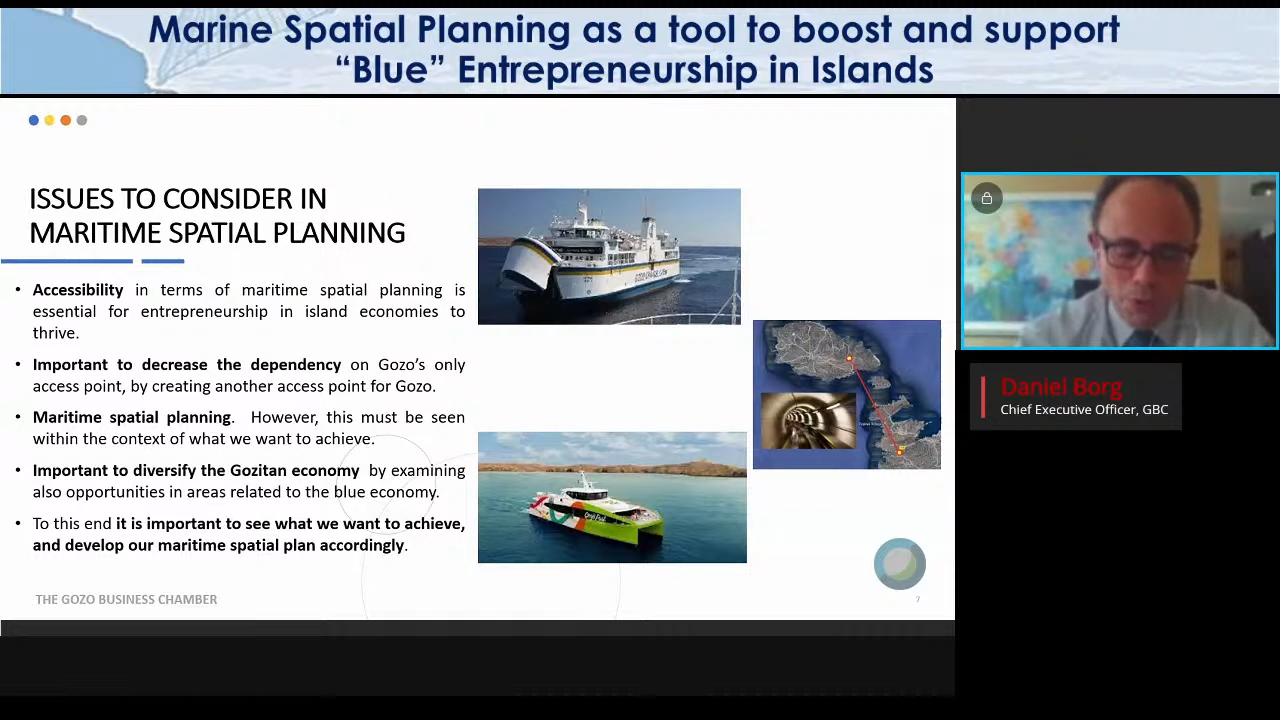 Marine Spatial Planning as a tool to boost and support
“Blue” Entrepreneurship in Islands
ISSUES TO CONSIDER IN
MARITIME SPATIAL PLANNING
• Accessibility in terms of maritime spatial planning is
essential for entrepreneurship in island economies to
thrive.
• Important to decrease the dependency on Gozo’s only
access point, by creating another access point for Gozo.
• Maritime spatial planning. However, this must be seen
within the context of what we want to achieve.
• Important to diversify the Gozitan economy by examining
also opportunities in areas related to the blue economy.
• To this end it is important to see what we want to achieve,
and develop our maritime spatial plan accordingly.
THE GOZO BUSINESS CHAMBER
7
Daniel Borg
Chief Executive Officer, GBC